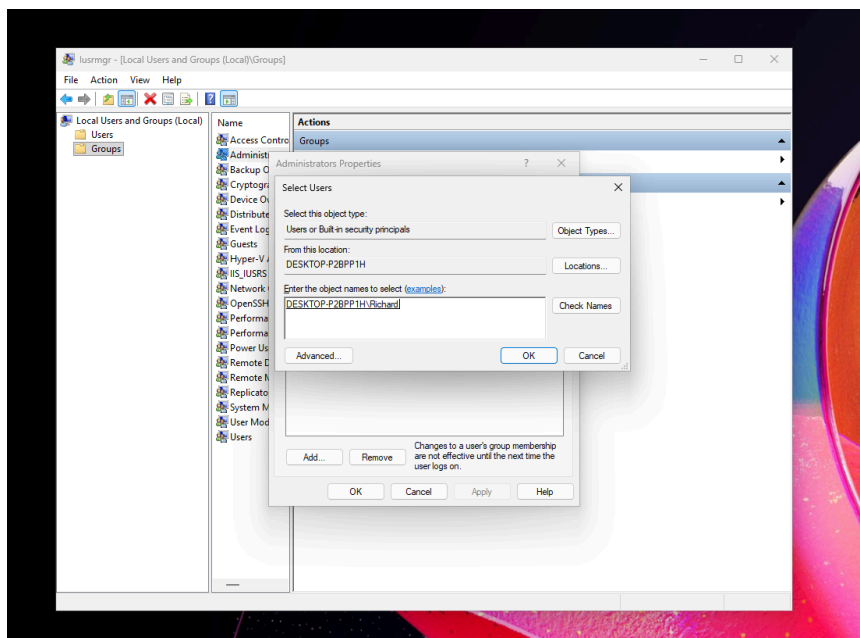 lusrmgr - [Local Users and Groups (Local)\Groups]
File Action View Help
Local Users and Groups (Local)
Users
Groups
Name
Access Contro
Administ
Backup O
Cryptogra
Device Ow
Distribute
Event Log
Guests
Hyper-V A
IIS_IUSRS
Network
OpenSSH
Performa
Performa
Power Us
Remote D
Remote M
Replicato
System M
User Mod
Users
Actions
Groups
Administrators Properties
?
Select Users
Select this object type:
Users or Built-in security principals
Object Types...
From this location:
DESKTOP-P2BPP1H
Locations...
Enter the object names to select (examples):
DESKTOP-P2BPP1H\Richard
Check Names
Advanced...
OK
Cancel
Add...
Remove
Changes to a user's group membership
are not effective until the next time the
user logs on.
OK
Cancel
Apply
Help